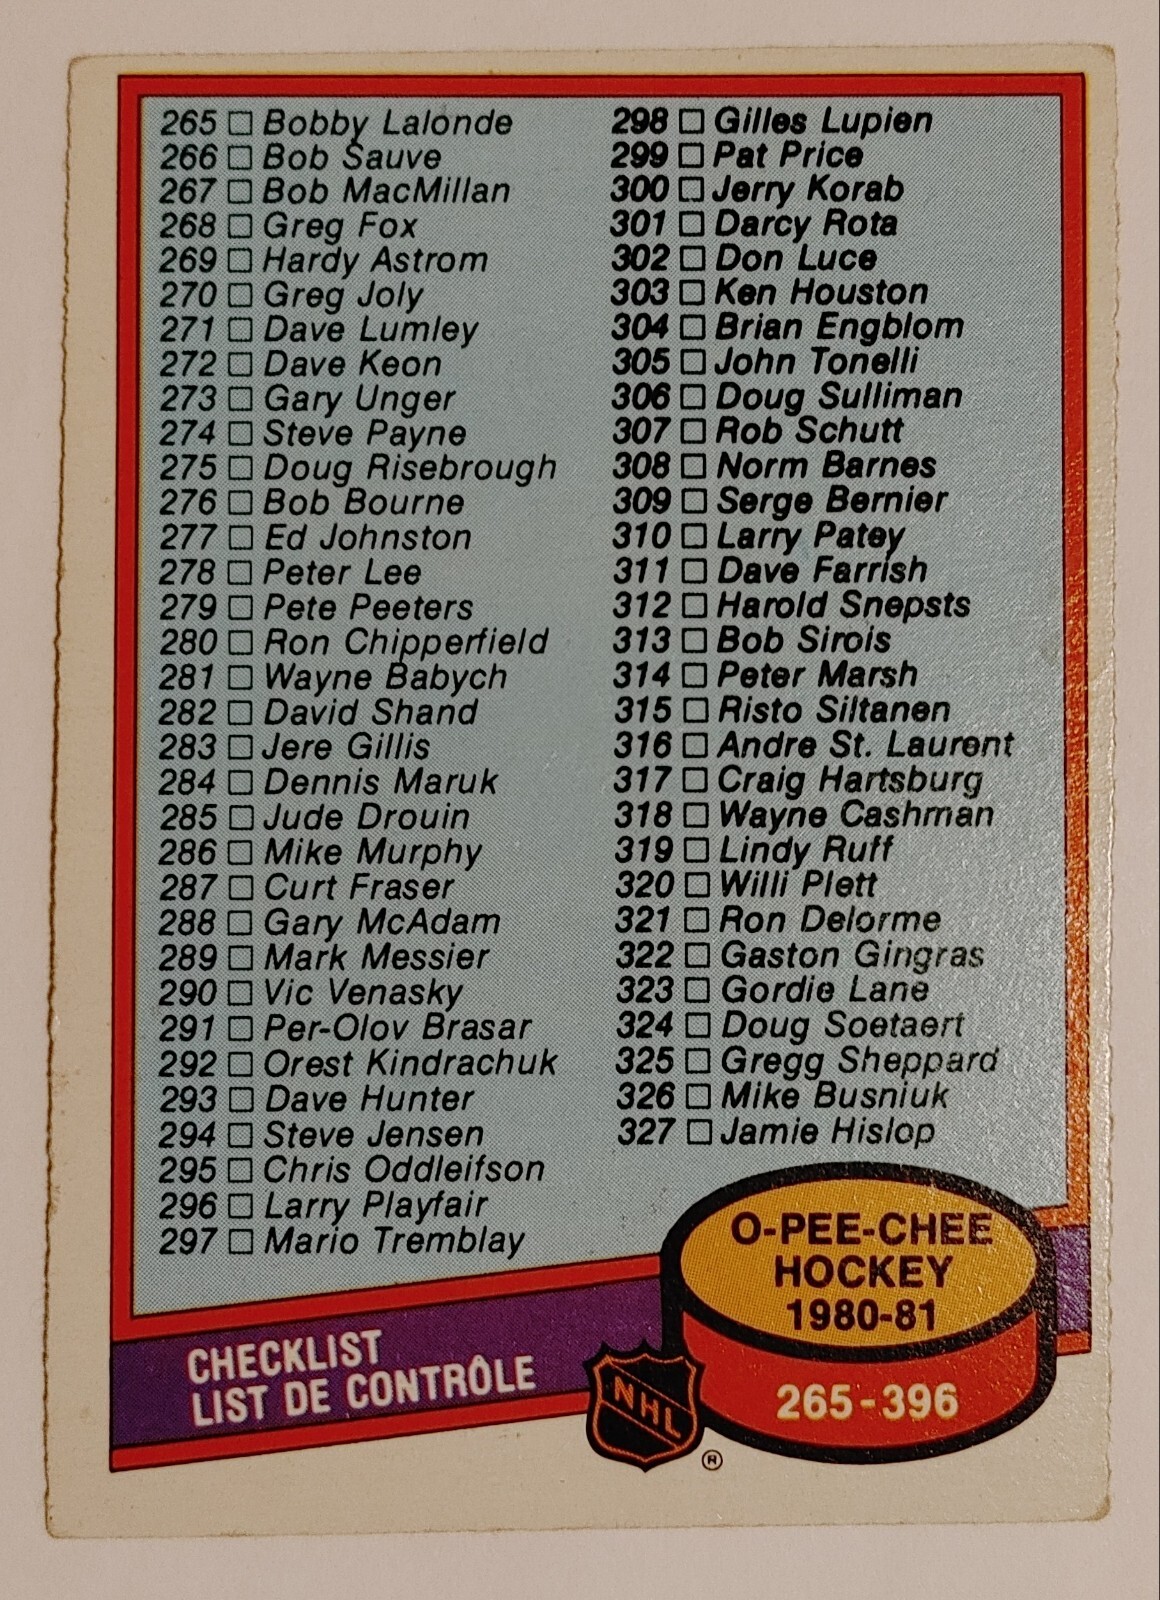 265 □ Bobby Lalonde
266 □ Bob Sauve
267 □ Bob MacMillan
268 □ Greg Fox
269 □ Hardy Astrom
270 □ Greg Joly
271 □ Dave Lumley
272 □ Dave Keon
273 □ Gary Unger
274 □ Steve Payne
275 □ Doug Risebrough
276 □ Bob Bourne
277 □ Ed Johnston
278 □ Peter Lee
279 □ Pete Peeters
280 □ Ron Chipperfield
281 □ Wayne Babych
282 □ David Shand
283 □ Jere Gillis
284 □ Dennis Maruk
285 □ Jude Drouin
286 □ Mike Murphy
287 □ Curt Fraser
288 □ Gary McAdam
289 □ Mark Messier
290 □ Vic Venasky
291 □ Per-Olov Brasar
292 □ Orest Kindrachuk
293 □ Dave Hunter
294 □ Steve Jensen
295 □ Chris Oddleifson
296 □ Larry Playfair
297 □ Mario Tremblay
298 □ Gilles Lupien
299 □ Pat Price
300 □ Jerry Korab
301 □ Darcy Rota
302 □ Don Luce
303 □ Ken Houston
304 □ Brian Engblom
305 □ John Tonelli
306 □ Doug Sulliman
307 □ Rob Schutt
308 □ Norm Barnes
309 □ Serge Bernier
310 □ Larry Patey
311 □ Dave Farrish
312 □ Harold Snepsts
313 □ Bob Sirois
314 □ Peter Marsh
315 □ Risto Siltanen
316 □ Andre St. Laurent
317 □ Craig Hartsburg
318 □ Wayne Cashman
319 □ Lindy Ruff
320 □ Willi Plett
321 □ Ron Delorme
322 □ Gaston Gingras
323 □ Gordie Lane
324 □ Doug Soetaert
325 □ Gregg Sheppard
326 □ Mike Busniuk
327 □ Jamie Hislop
CHECKLIST
LIST DE CONTRÔLE
NHL
®
O-PEE-CHEE
HOCKEY
1980-81
265-396